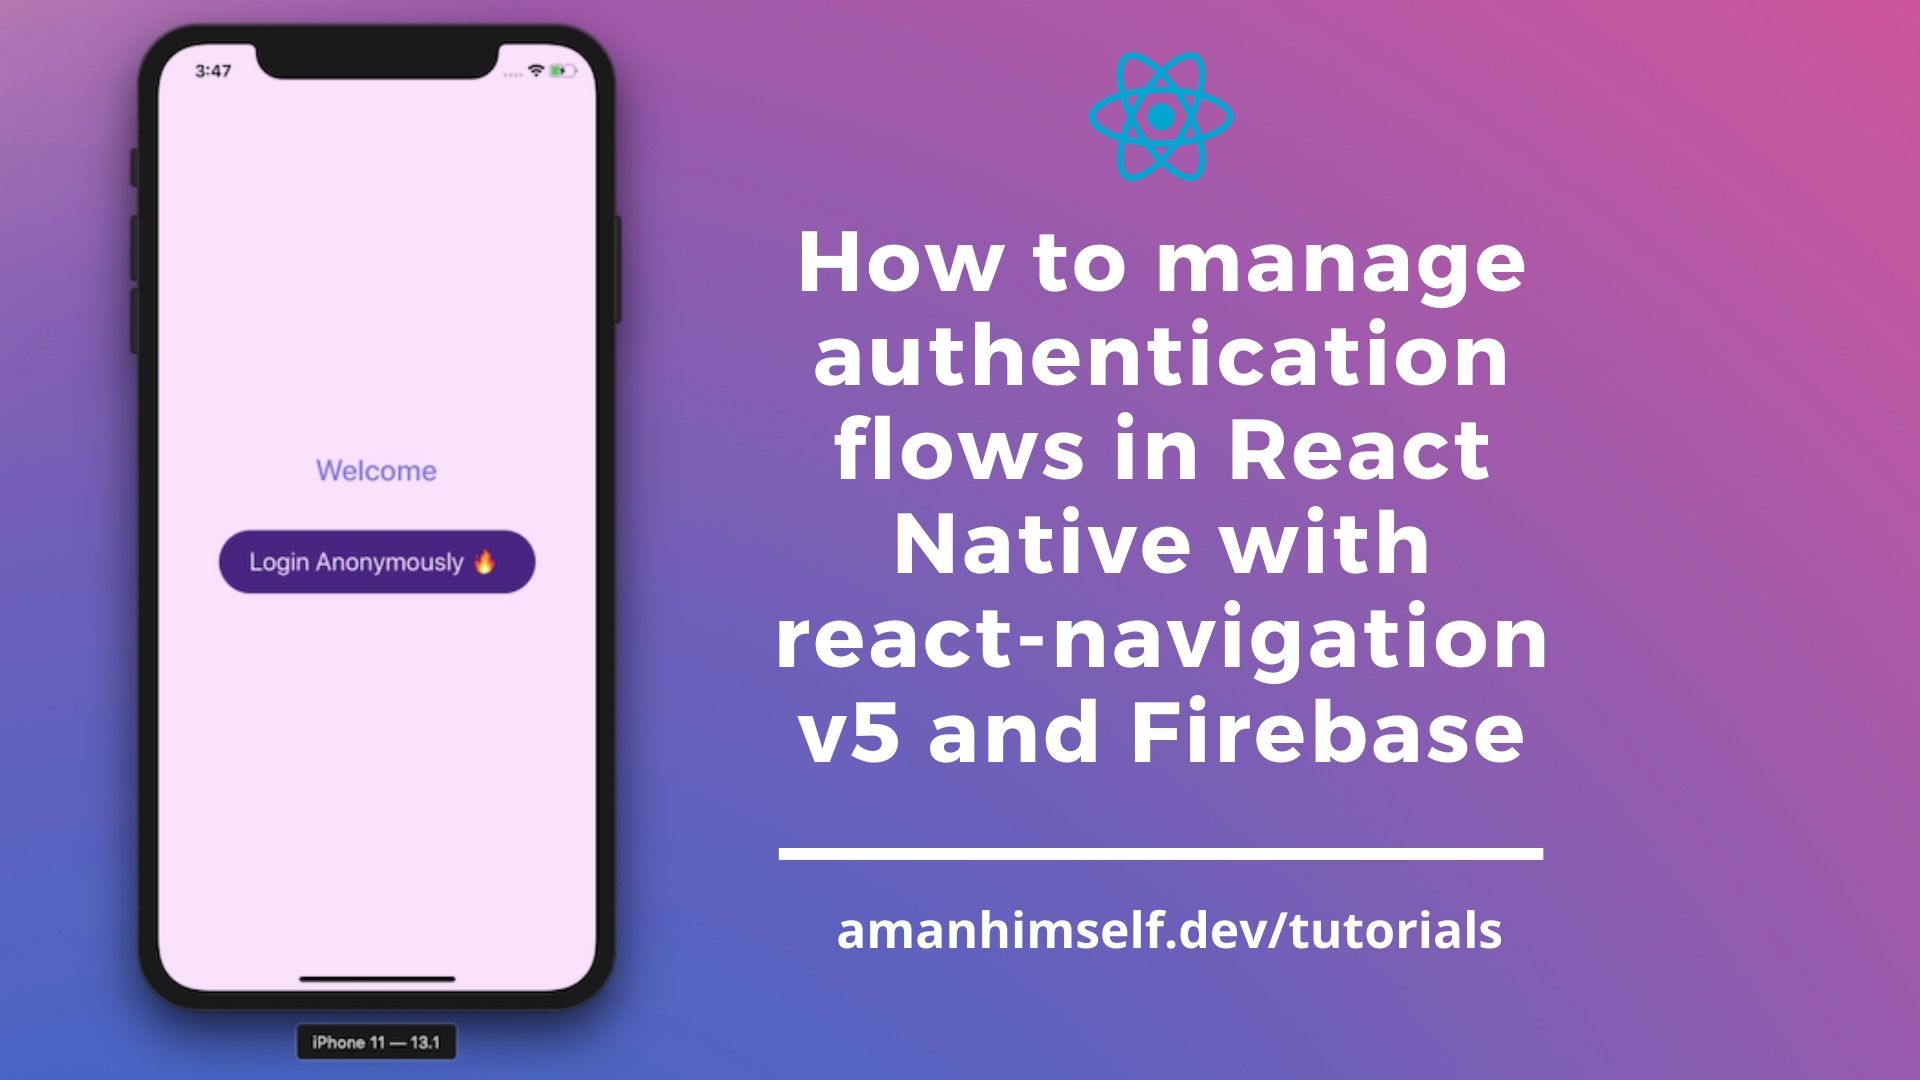 3:47
Welcome
Login Anonymously 🔥
iPhone 11 — 13.1
How to manage
authentication
flows in React
Native with
react-navigation
v5 and Firebase
amanhimself.dev/tutorials